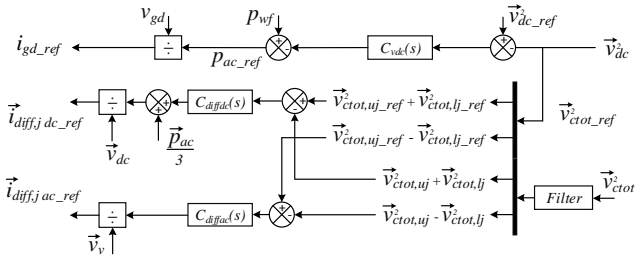 v_gd
p_wf
v⃗²_dc_ref
i_gd_ref
÷
p_ac_ref
+
-
C_vdc(s)
+
-
v⃗²_dc
i⃗_diff,j dc_ref
÷
+
+
C_diffdc(s)
+
-
v⃗²_ctot,uj_ref + v⃗²_ctot,lj_ref
v⃗²_ctot_ref
v⃗_dc
p⃗_ac
3
v⃗²_ctot,uj_ref - v⃗²_ctot,lj_ref
v⃗²_ctot,uj + v⃗²_ctot,lj
v⃗²_ctot
i⃗_diff,j ac_ref
÷
C_diffac(s)
+
-
v⃗²_ctot,uj - v⃗²_ctot,lj
Filter
v⃗_v